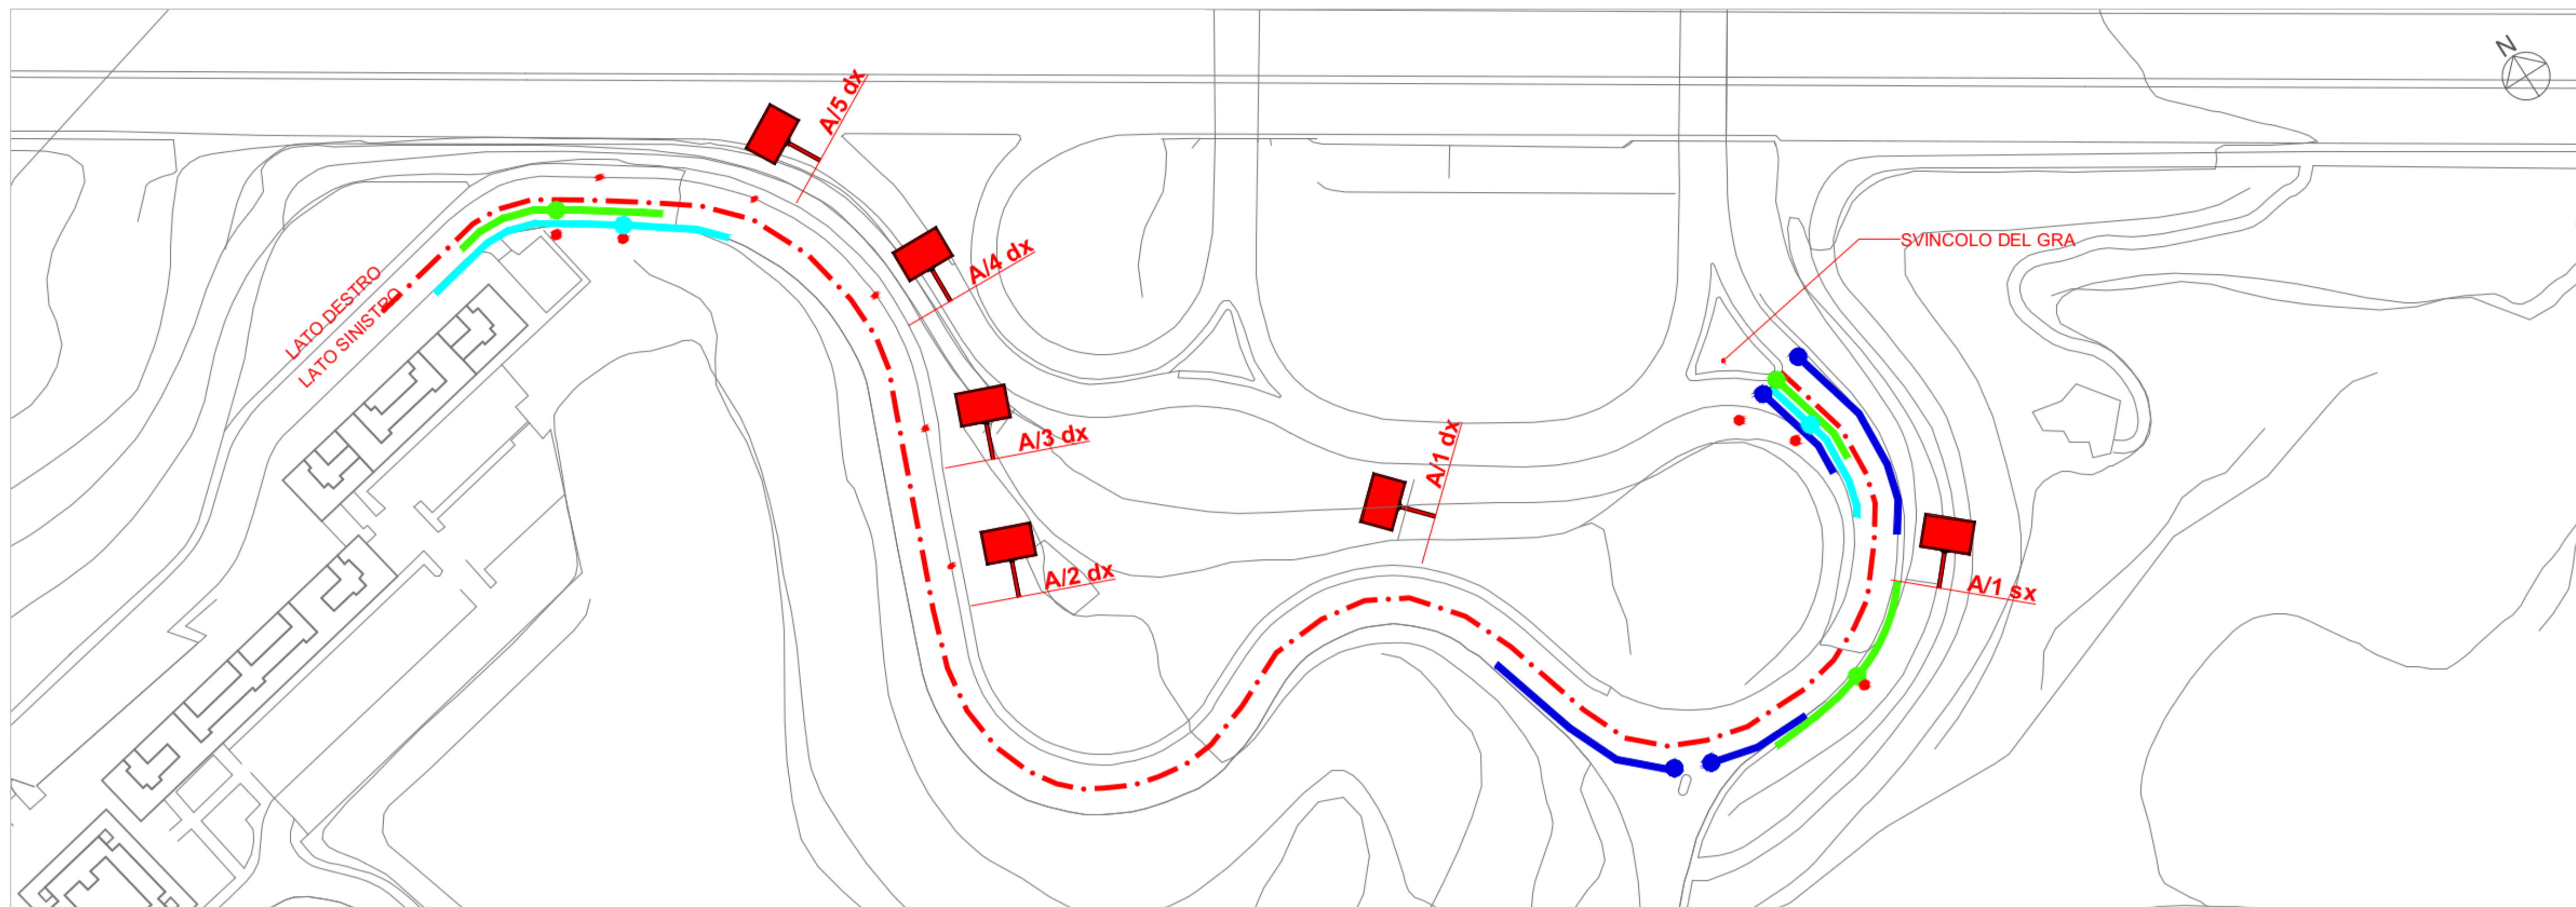 N
A/5 dx
A/4 dx
SVINCOLO DEL GRA
LATO DESTRO
LATO SINISTRO
A/3 dx
A/1 dx
A/2 dx
A/1 sx